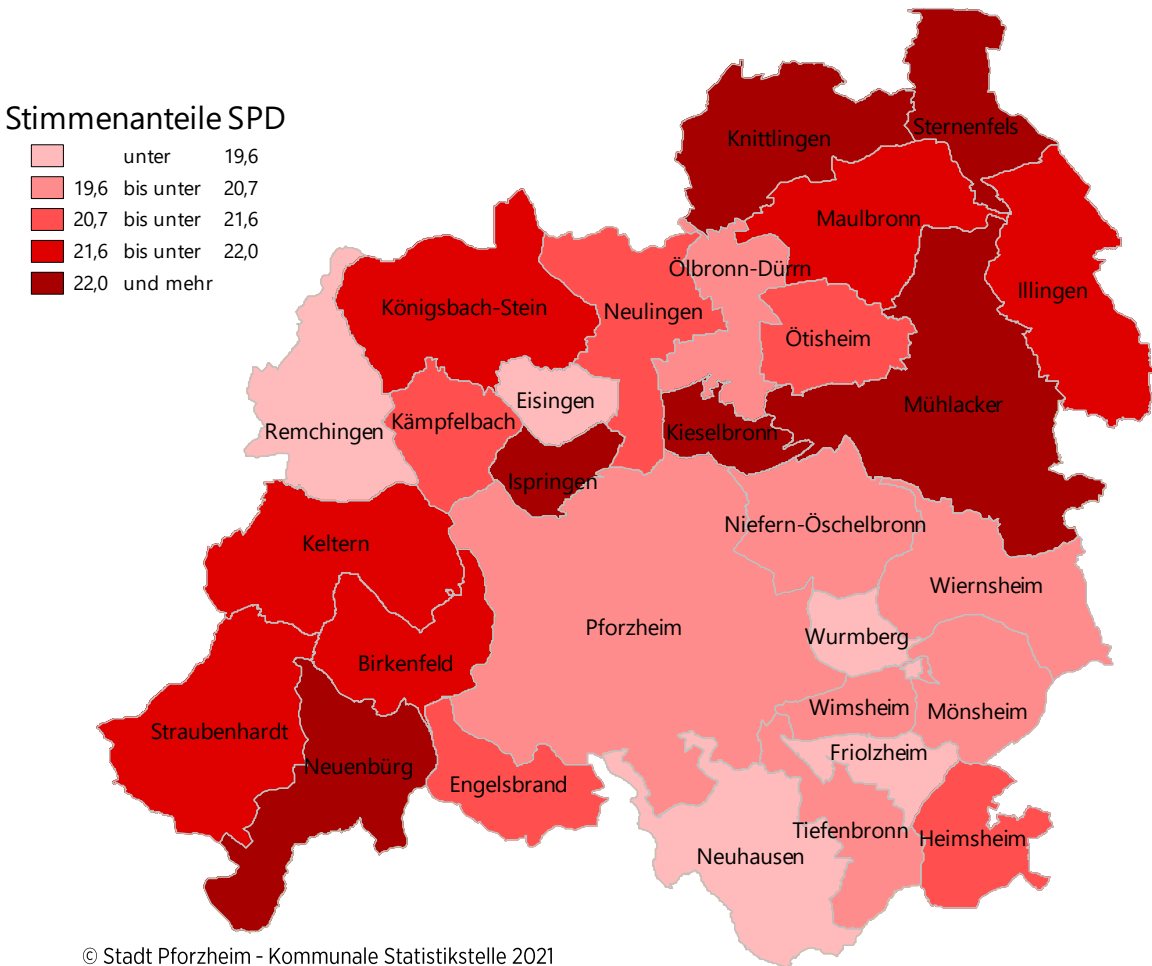 Stimmenanteile SPD
unter 19,6
19,6 bis unter 20,7
20,7 bis unter 21,6
21,6 bis unter 22,0
22,0 und mehr
Knittlingen
Sternenfels
Maulbronn
Ölbronn-Dürrn
Illingen
Königsbach-Stein
Neulingen
Ötisheim
Eisingen
Mühlacker
Kämpfelbach
Remchingen
Kieselbronn
Ispringen
Niefern-Öschelbronn
Keltern
Wiernsheim
Pforzheim
Wurmberg
Birkenfeld
Wimsheim
Mönsheim
Straubenhardt
Friolzheim
Neuenbürg
Engelsbrand
Tiefenbronn
Heimsheim
Neuhausen
© Stadt Pforzheim - Kommunale Statistikstelle 2021